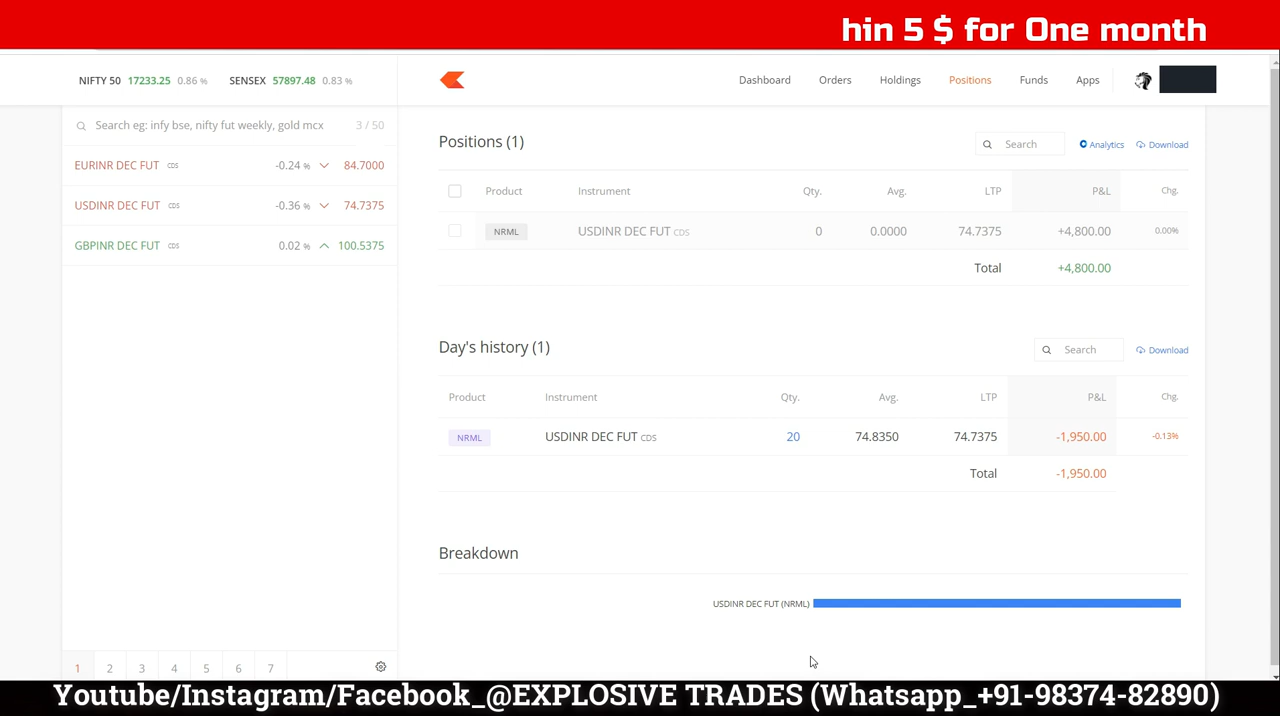 hin 5 $ for One month
NIFTY 50 17233.25 0.86 % SENSEX 57897.48 0.83 %
Dashboard Orders Holdings Positions Funds Apps
Search eg: infy bse, nifty fut weekly, gold mcx 3 / 50
EURINR DEC FUT CDS -0.24 % 84.7000
USDINR DEC FUT CDS -0.36 % 74.7375
GBPINR DEC FUT CDS 0.02 % 100.5375
1 2 3 4 5 6 7
Positions (1)
Search Analytics Download
Product Instrument Qty. Avg. LTP P&L Chg.
NRML USDINR DEC FUT CDS 0 0.0000 74.7375 +4,800.00 0.00%
Total +4,800.00
Day's history (1)
Search Download
Product Instrument Qty. Avg. LTP P&L Chg.
NRML USDINR DEC FUT CDS 20 74.8350 74.7375 -1,950.00 -0.13%
Total -1,950.00
Breakdown
USDINR DEC FUT (NRML)
Youtube/Instagram/Facebook_@EXPLOSIVE TRADES (Whatsapp_+91-98374-82890)